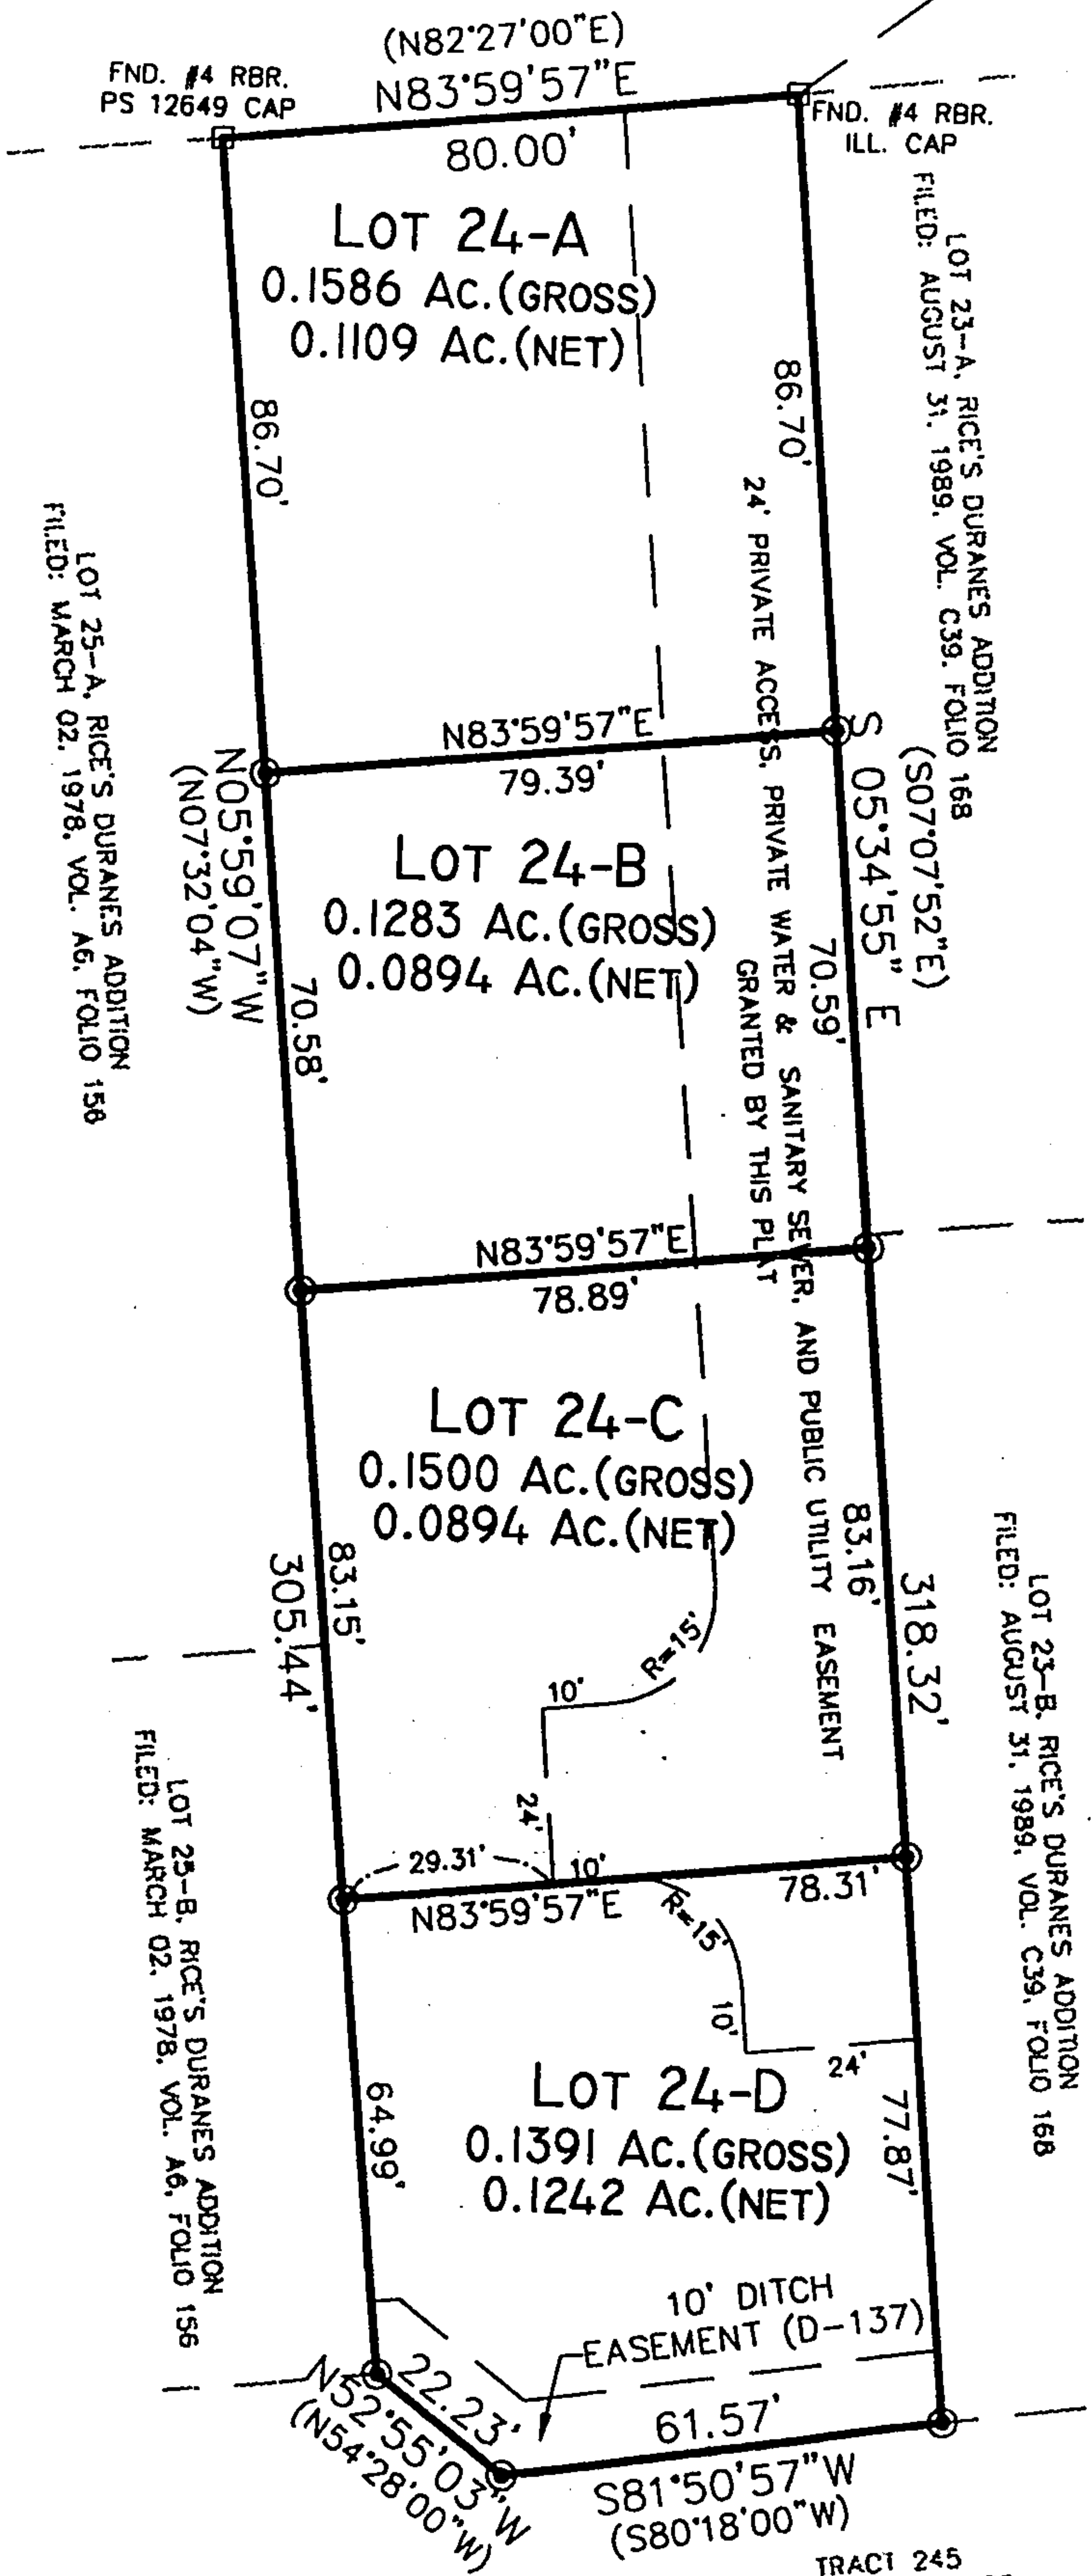 (N82°27'00"E)
N83°59'57"E
80.00'
FND. #4 RBR.
PS 12649 CAP
FND. #4 RBR.
ILL. CAP
LOT 24-A
0.1586 AC.(GROSS)
0.1109 AC.(NET)
86.70'
86.70'
LOT 23-A, RICE'S DURANES ADDITION
FILED: AUGUST 31, 1989, VOL. C39, FOLIO 168
24' PRIVATE ACCESS, PRIVATE WATER & SANITARY SEWER, AND PUBLIC UTILITY EASEMENT
GRANTED BY THIS PLAT
LOT 25-A, RICE'S DURANES ADDITION
FILED: MARCH 02, 1978, VOL. A6, FOLIO 156
N83°59'57"E
79.39'
N05°59'07"W
(N07°32'04"W)
S 05°34'55" E
(S07°07'52"E)
LOT 24-B
0.1283 AC.(GROSS)
0.0894 AC.(NET)
70.58'
70.59'
N83°59'57"E
78.89'
LOT 24-C
0.1500 AC.(GROSS)
0.0894 AC.(NET)
83.15'
305.44'
83.16'
318.32'
R=15'
10'
24'
29.31'
10'
N83°59'57"E
78.31'
R=15'
10'
24'
LOT 23-B, RICE'S DURANES ADDITION
FILED: AUGUST 31, 1989, VOL. C39, FOLIO 168
LOT 25-B, RICE'S DURANES ADDITION
FILED: MARCH 02, 1978, VOL. A6, FOLIO 156
LOT 24-D
0.1391 AC.(GROSS)
0.1242 AC.(NET)
64.99'
77.87'
10' DITCH
EASEMENT (D-137)
22.23'
N52°55'03"W
(N54°28'00"W)
61.57'
S81°50'57"W
(S80°18'00"W)
TRACT 245